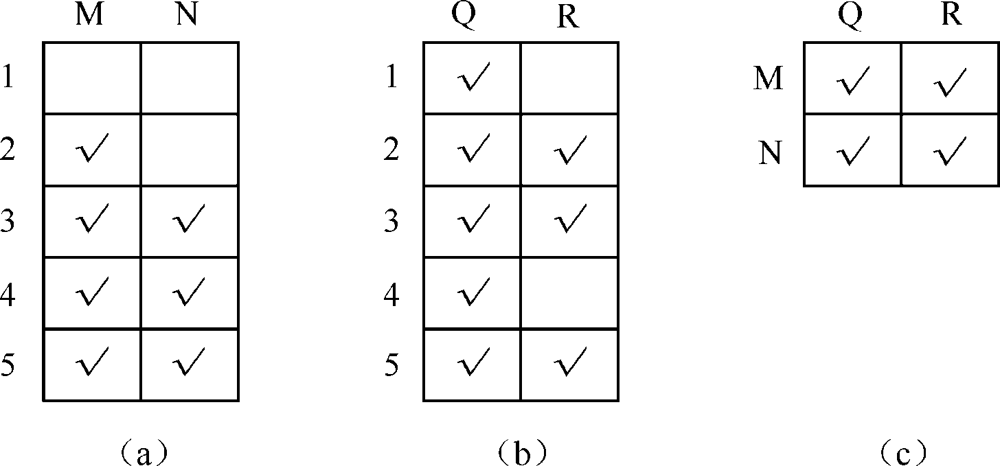 M N
1
2 √
3 √ √
4 √ √
5 √ √
(a)
Q R
1 √
2 √ √
3 √ √
4 √
5 √ √
(b)
Q R
M √ √
N √ √
(c)